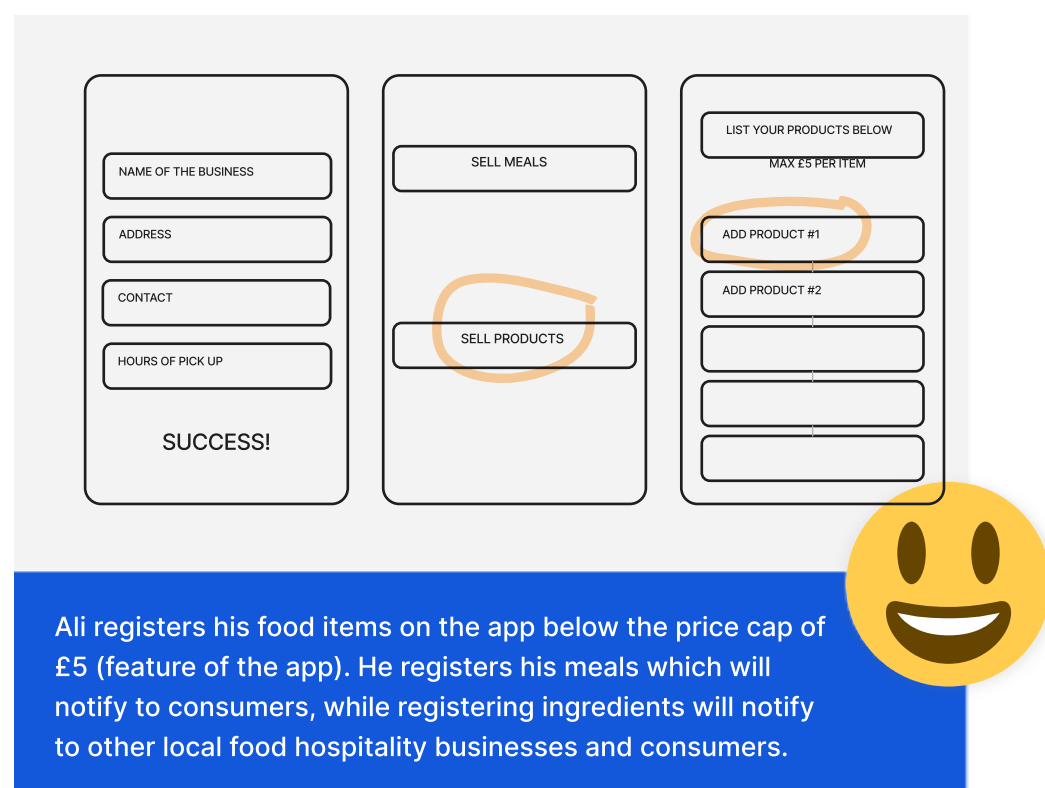 NAME OF THE BUSINESS
ADDRESS
CONTACT
HOURS OF PICK UP
SUCCESS!
SELL MEALS
SELL PRODUCTS
LIST YOUR PRODUCTS BELOW
MAX £5 PER ITEM
ADD PRODUCT #1
ADD PRODUCT #2
Ali registers his food items on the app below the price cap of
£5 (feature of the app). He registers his meals which will
notify to consumers, while registering ingredients will notify
to other local food hospitality businesses and consumers.